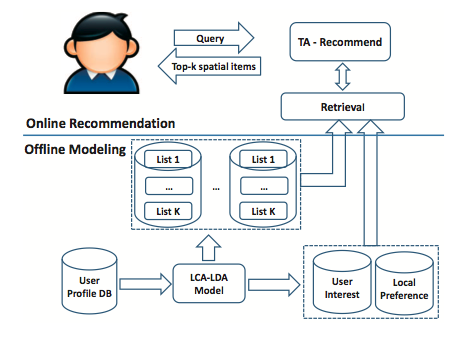 Query
Top-k spatial items
TA - Recommend
Retrieval
Online Recommendation
Offline Modeling
List 1
...
List K
...
List 1
...
List K
User
Profile DB
LCA-LDA
Model
User
Interest
Local
Preference